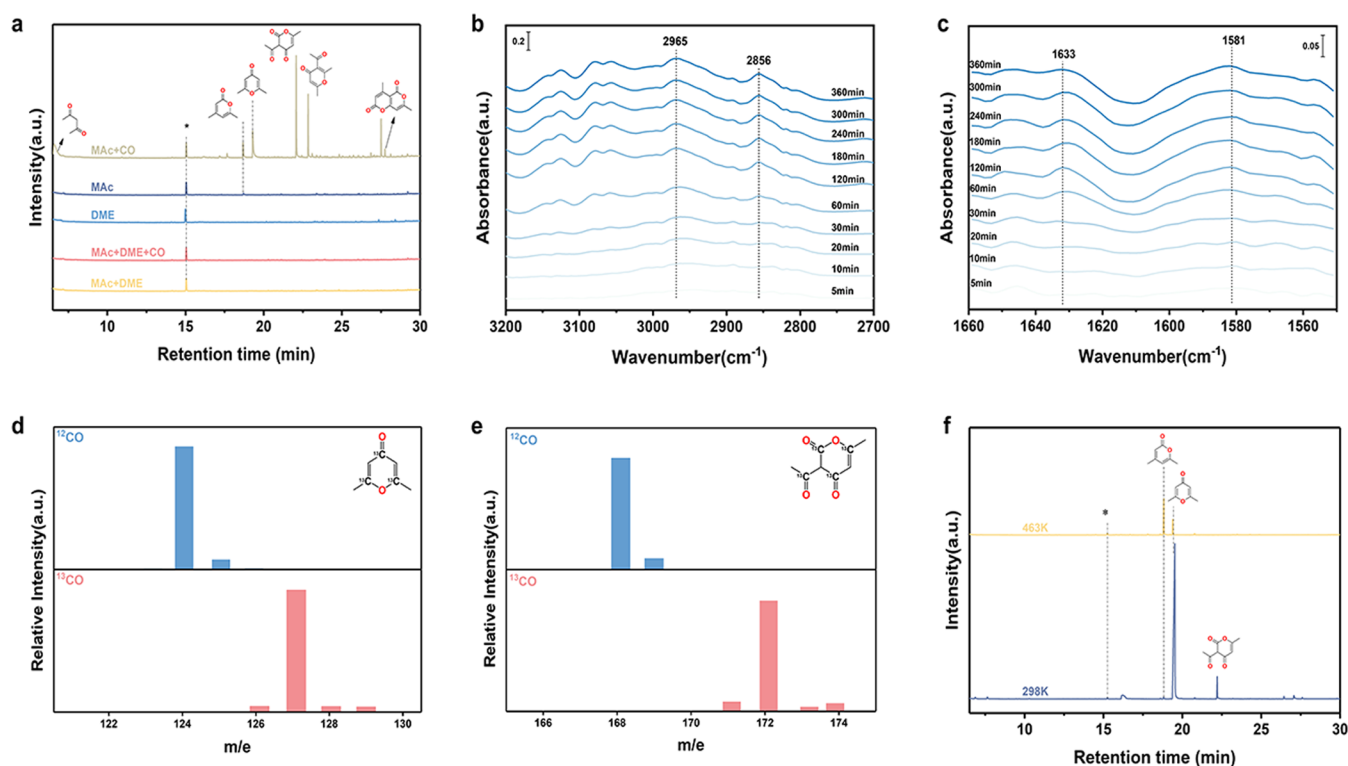 a
Intensity(a.u.)
*
MAc+CO
MAc
DME
MAc+DME+CO
MAc+DME
10 15 20 25 30
Retention time (min)
b
0.2
2965
2856
Absorbance(a.u.)
360min
300min
240min
180min
120min
60min
30min
20min
10min
5min
3200 3100 3000 2900 2800 2700
Wavenumber(cm⁻¹)
c
0.05
1633
1581
Absorbance(a.u.)
360min
300min
240min
180min
120min
60min
30min
20min
10min
5min
1660 1640 1620 1600 1580 1560
Wavenumber(cm⁻¹)
d
¹²CO
¹³CO
Relative Intensity(a.u.)
122 124 126 128 130
m/e
e
¹²CO
¹³CO
Relative Intensity(a.u.)
166 168 170 172 174
m/e
f
Intensity(a.u.)
*
463K
298K
10 15 20 25 30
Retention time (min)